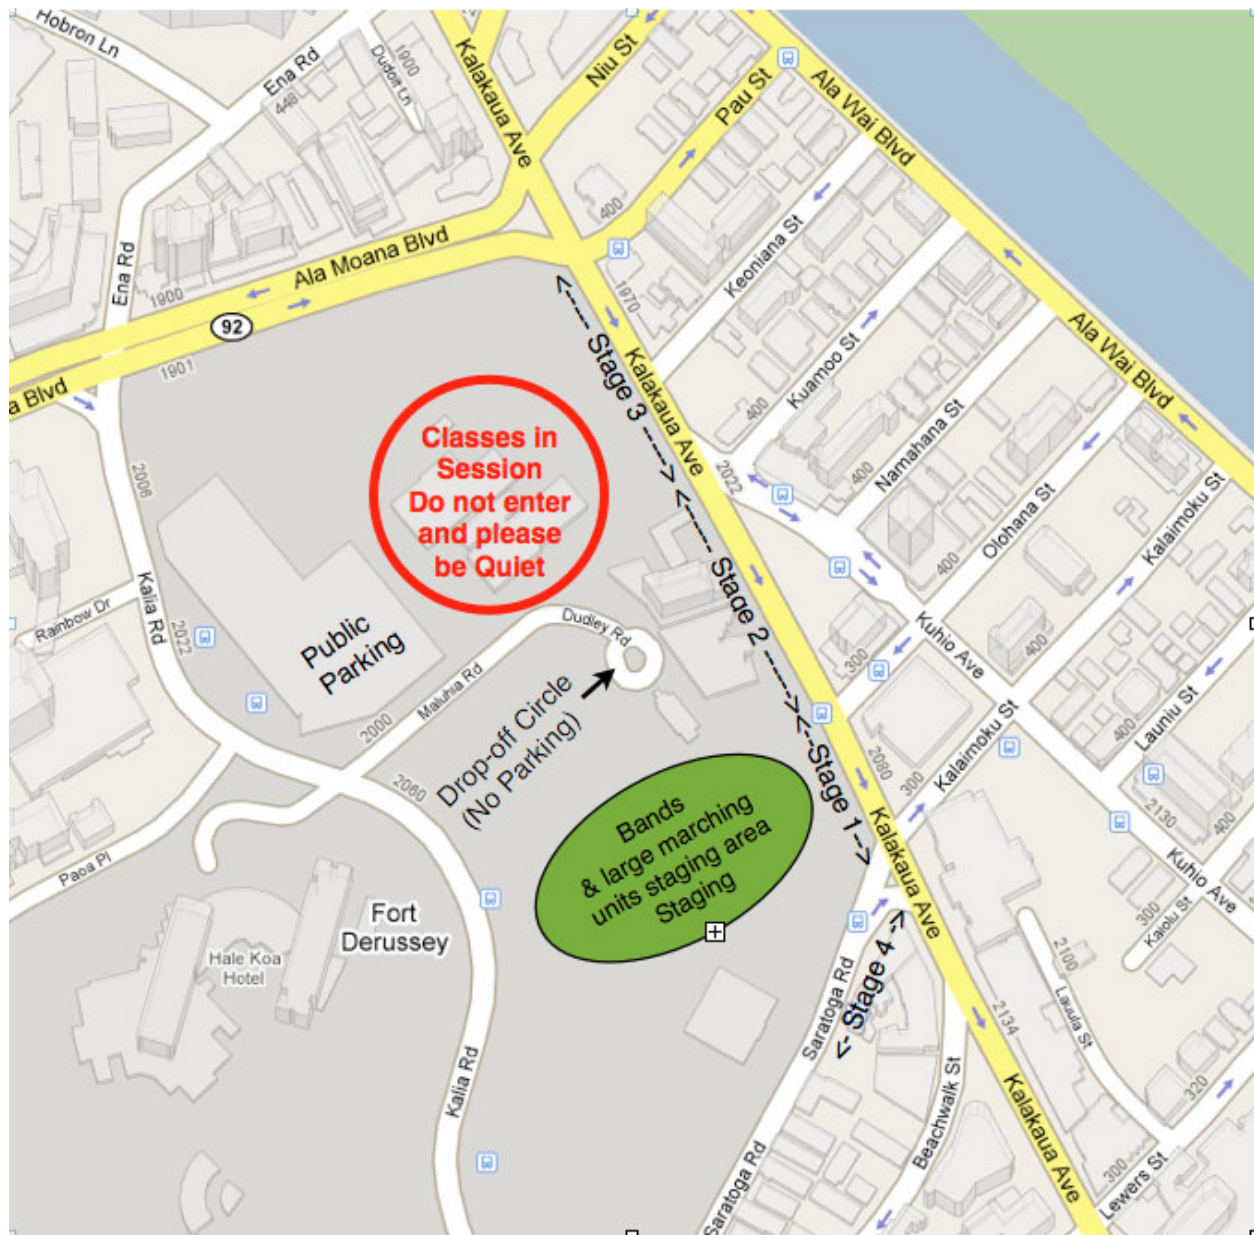 Hobron Ln
Ena Rd
448
Dudoit Ln
1900
Kalakaua Ave
Niu St
Pau St
Ala Wai Blvd
400
Keoniana St
Ena Rd
1900
Ala Moana Blvd
92
1901
a Blvd
1970
Kuamoo St
400
Ala Wai Blvd
<----- Stage 3 ----->
Kalakaua Ave
2022
Namahana St
400
Olohana St
400
Kalaimoku St
Classes in
Session
Do not enter
and please
be Quiet
2006
Kalia Rd
Rainbow Dr
2022
Public
Parking
Dudley Rd
Maluhia Rd
2000
Drop-off Circle
(No Parking)
<------ Stage 2 ------>
300
Kuhio Ave
400
Launiu St
400
Kalaimoku St
300
2080
<--Stage 1-->
2060
Bands
& large marching
units staging area
Staging
Kalakaua Ave
2130
400
Kuhio Ave
300
Kaiolu St
Paoa Pl
Fort
Derussey
Hale Koa
Hotel
Saratoga Rd
<- Stage 4 ->
2100
Lauula St
2134
Kalia Rd
Beachwalk St
Kalakaua Ave
320
300
Lewers St
Saratoga Rd